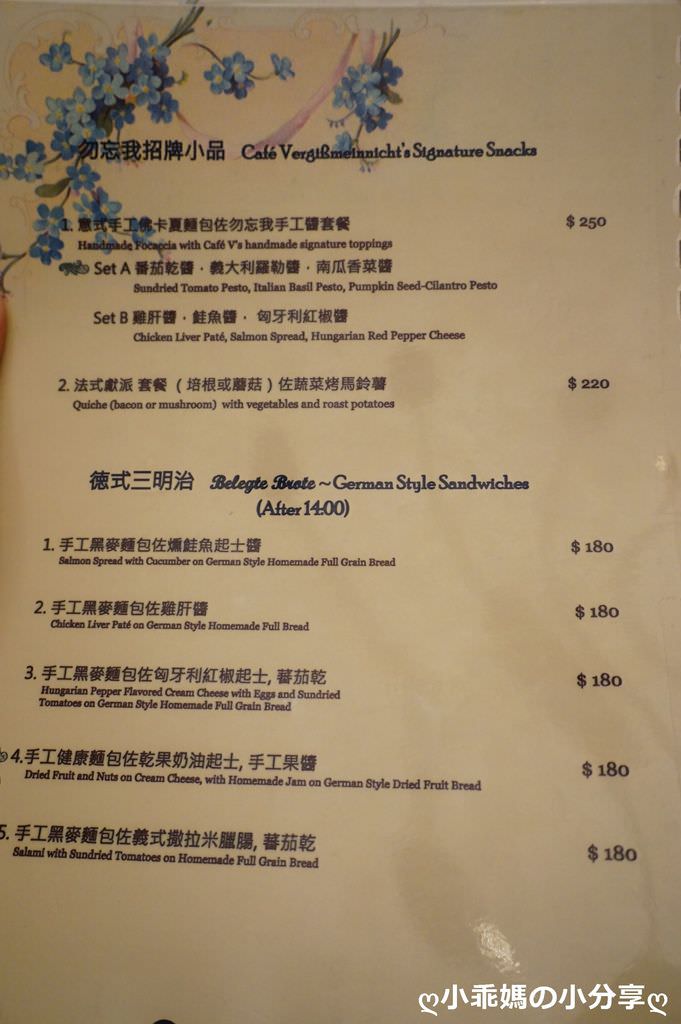 勿忘我招牌小品 Café Vergißmeinnicht's Signature Snacks
1. 意式手工佛卡夏麵包佐勿忘我手工醬套餐 $ 250
Handmade Focaccia with Café V's handmade signature toppings
Set A 番茄乾醬．義大利羅勒醬．南瓜香菜醬
Sundried Tomato Pesto, Italian Basil Pesto, Pumpkin Seed-Cilantro Pesto
Set B 雞肝醬．鮭魚醬．匈牙利紅椒醬
Chicken Liver Paté, Salmon Spread, Hungarian Red Pepper Cheese
2. 法式鹹派 套餐 （培根或蘑菇）佐蔬菜烤馬鈴薯 $ 220
Quiche (bacon or mushroom) with vegetables and roast potatoes
德式三明治 Belegte Brote ~ German Style Sandwiches
(After 14:00)
1. 手工黑麥麵包佐燻鮭魚起士醬 $ 180
Salmon Spread with Cucumber on German Style Homemade Full Grain Bread
2. 手工黑麥麵包佐雞肝醬 $ 180
Chicken Liver Paté on German Style Homemade Full Bread
3. 手工黑麥麵包佐匈牙利紅椒起士, 蕃茄乾 $ 180
Hungarian Pepper Flavored Cream Cheese with Eggs and Sundried
Tomatoes on German Style Homemade Full Grain Bread
4.手工健康麵包佐乾果奶油起士, 手工果醬 $ 180
Dried Fruit and Nuts on Cream Cheese, with Homemade Jam on German Style Dried Fruit Bread
5. 手工黑麥麵包佐義式撒拉米臘腸, 蕃茄乾 $ 180
Salami with Sundried Tomatoes on Homemade Full Grain Bread
ღ小乖媽の小分享ღ